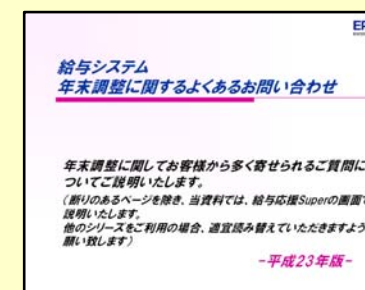 EP
給与システム
年末調整に関するよくあるお問い合わせ
年末調整に関してお客様から多く寄せられるご質問に
ついてご説明いたします。
（断りのあるページを除き、当資料では、給与応援Superの画面で
説明いたします。
他のシリーズをご利用の場合、適宜読み替えていただきますよう
願い致します）
-平成23年版-